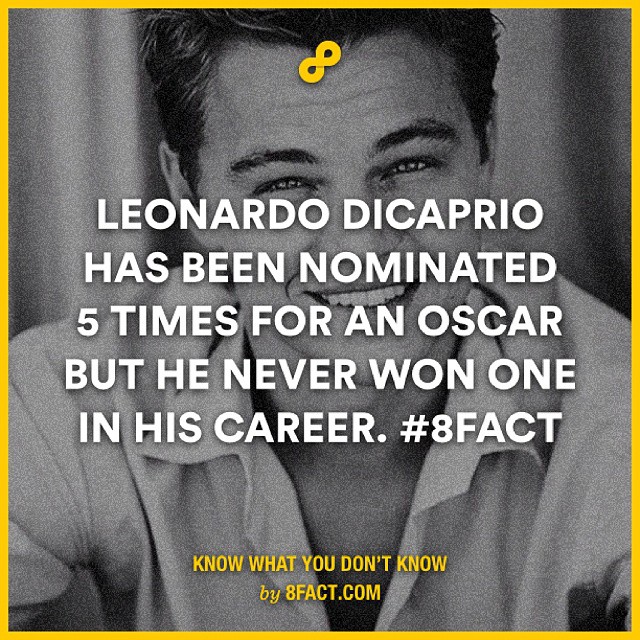 LEONARDO DICAPRIO
HAS BEEN NOMINATED
5 TIMES FOR AN OSCAR
BUT HE NEVER WON ONE
IN HIS CAREER. #8FACT
KNOW WHAT YOU DON'T KNOW
by 8FACT.COM